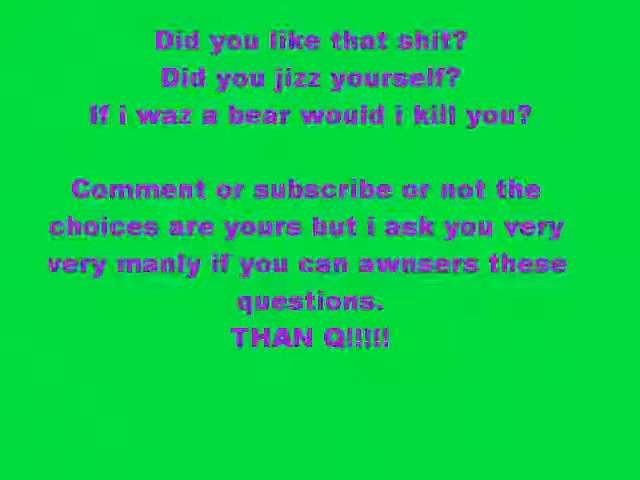 Did you like that shit?
Did you jizz yourself?
If i waz a bear would i kill you?
Comment or subscribe or not the
choices are yours but i ask you very
very manly if you can awnsers these
questions.
THAN Q!!!!!